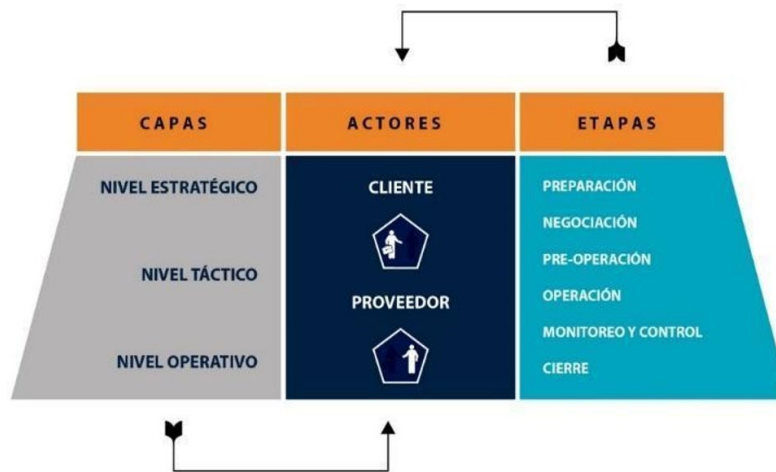 CAPAS
ACTORES
ETAPAS
NIVEL ESTRATÉGICO
NIVEL TÁCTICO
NIVEL OPERATIVO
CLIENTE
PROVEEDOR
PREPARACIÓN
NEGOCIACIÓN
PRE-OPERACIÓN
OPERACIÓN
MONITOREO Y CONTROL
CIERRE